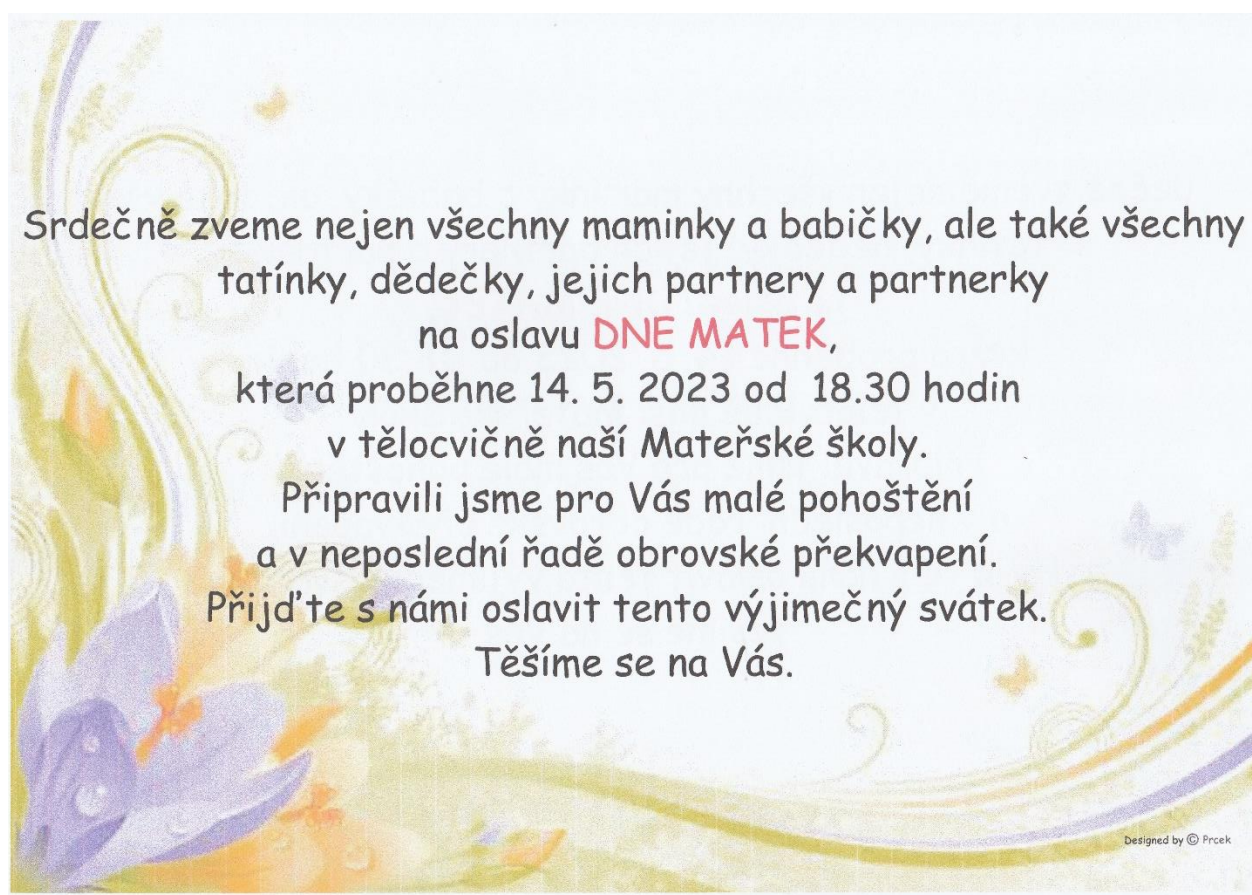 Srdečně zveme nejen všechny maminky a babičky, ale také všechny
tatínky, dědečky, jejich partnery a partnerky
na oslavu DNE MATEK,
která proběhne 14. 5. 2023 od 18.30 hodin
v tělocvičně naší Mateřské školy.
Připravili jsme pro Vás malé pohoštění
a v neposlední řadě obrovské překvapení.
Přijďte s námi oslavit tento výjimečný svátek.
Těšíme se na Vás.
Designed by © Prcek